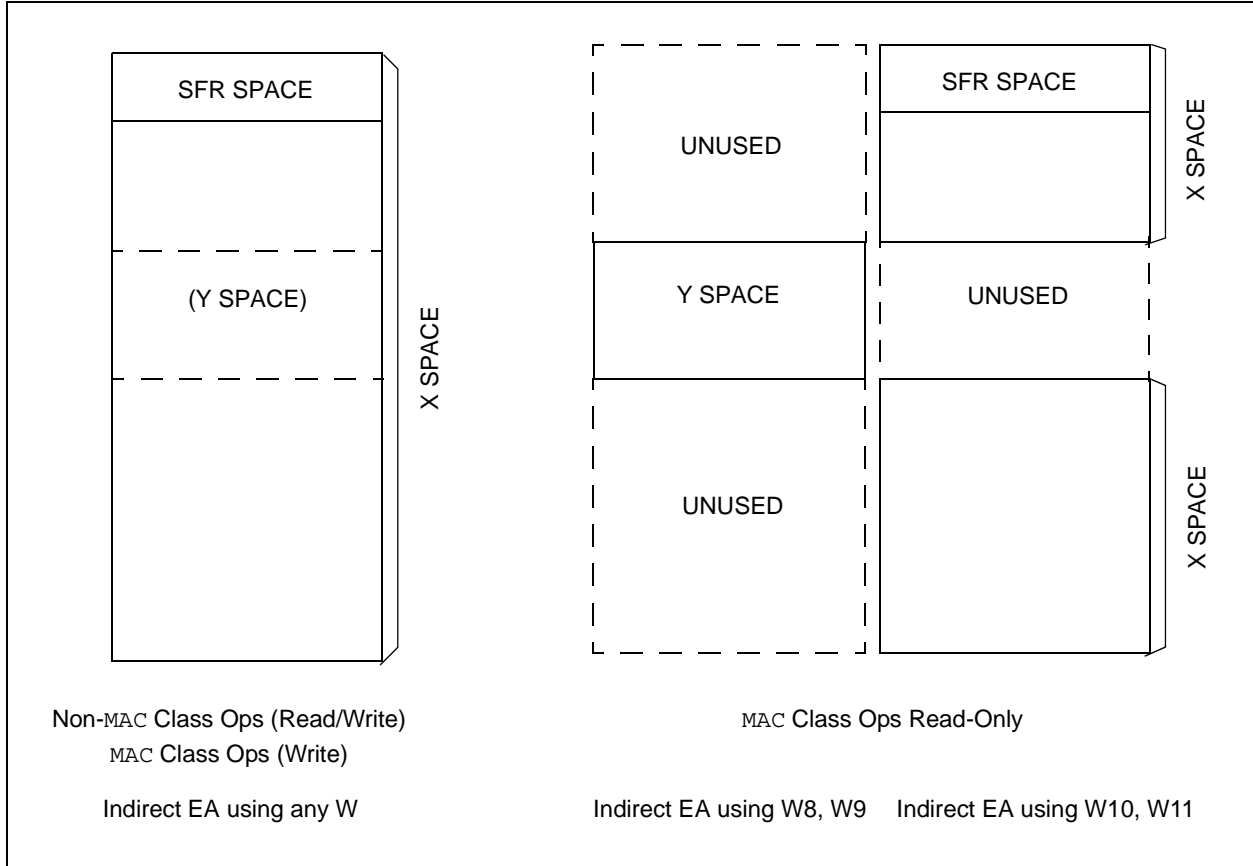 SFR SPACE
(Y SPACE)
X SPACE
Non-MAC Class Ops (Read/Write)
MAC Class Ops (Write)
Indirect EA using any W
UNUSED
Y SPACE
UNUSED
SFR SPACE
X SPACE
UNUSED
X SPACE
MAC Class Ops Read-Only
Indirect EA using W8, W9
Indirect EA using W10, W11